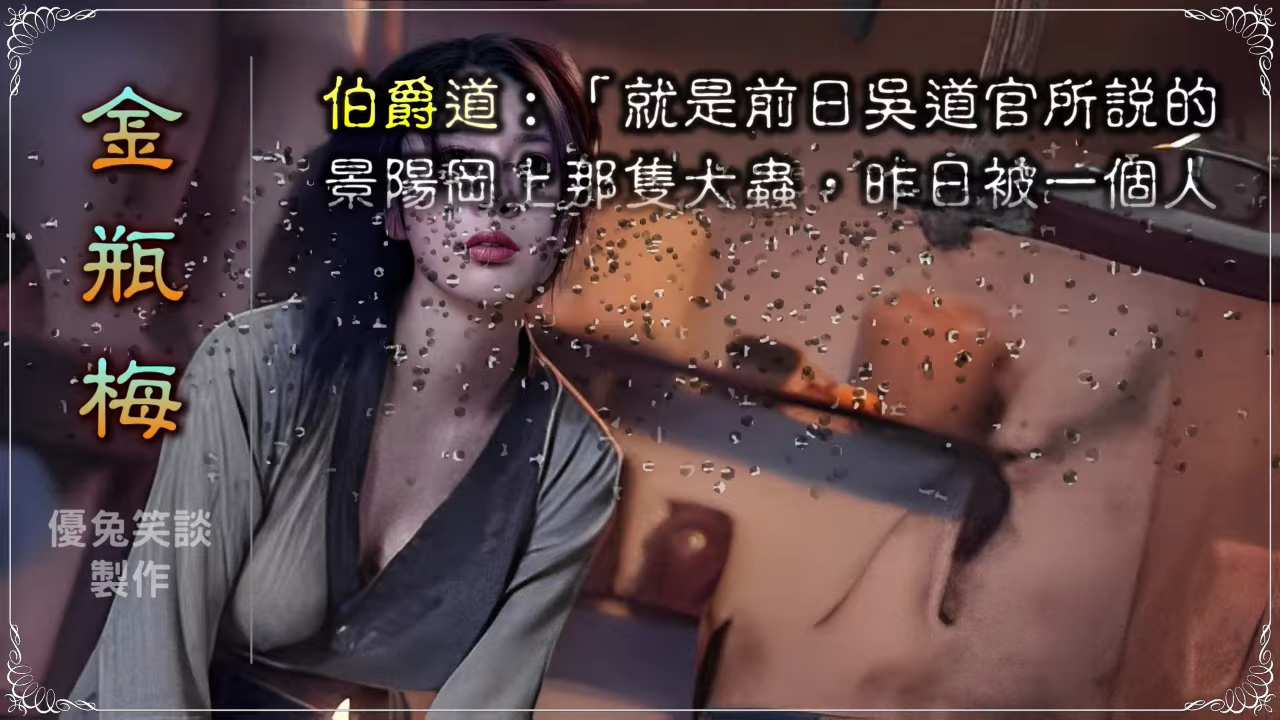 金瓶梅
優兔笑談
製作
伯爵道：「就是前日吳道官所說的
景陽岡上那隻大蟲，昨日被一個人